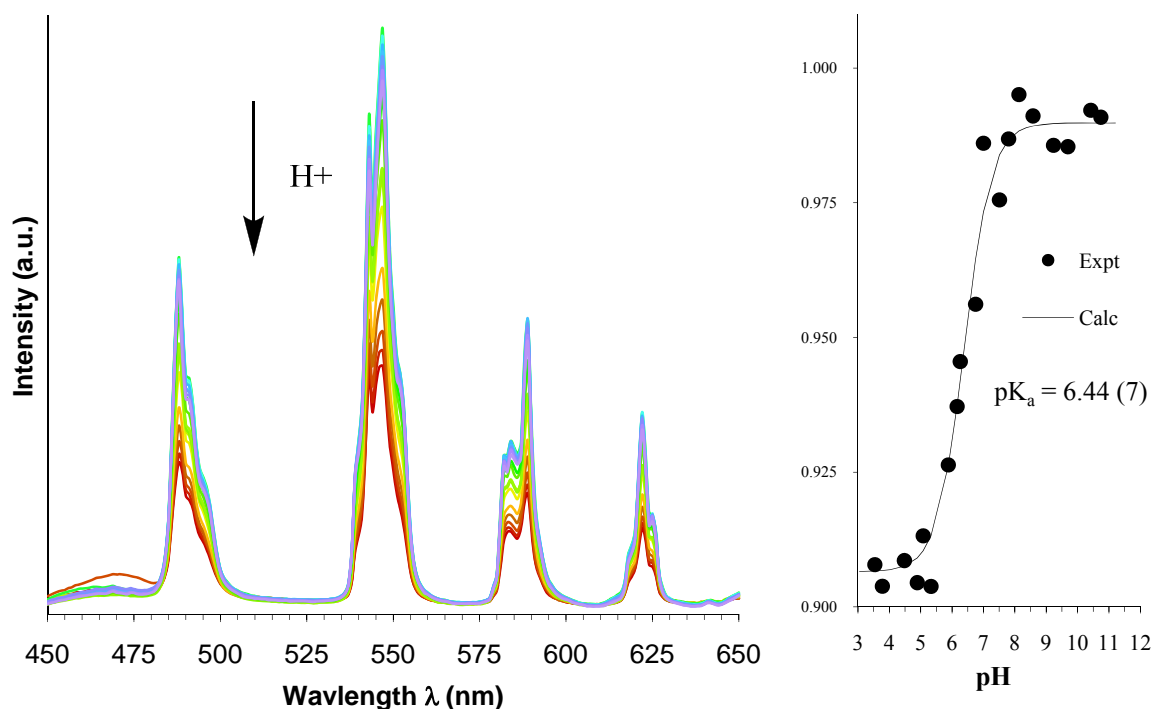 Intensity (a.u.)
H+
450 475 500 525 550 575 600 625 650
Wavlength λ (nm)
1.000
0.975
0.950
0.925
0.900
Expt
Calc
pKa = 6.44 (7)
3 4 5 6 7 8 9 10 11 12
pH